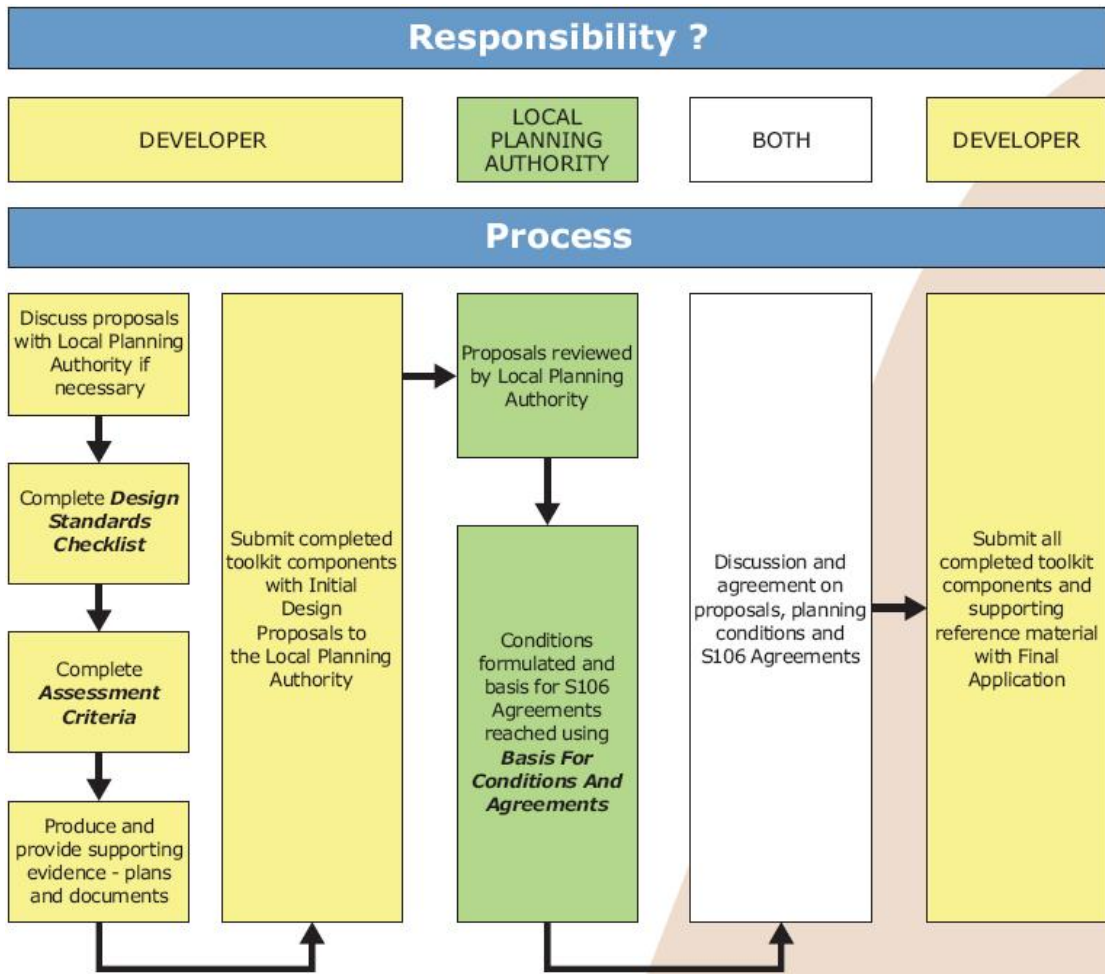 Responsibility ?
DEVELOPER
LOCAL
PLANNING
AUTHORITY
BOTH
DEVELOPER
Process
Discuss proposals
with Local Planning
Authority if
necessary
Complete Design
Standards
Checklist
Complete
Assessment
Criteria
Produce and
provide supporting
evidence - plans
and documents
Submit completed
toolkit components
with Initial
Design
Proposals to
the Local Planning
Authority
Proposals reviewed
by Local Planning
Authority
Conditions
formulated and
basis for S106
Agreements
reached using
Basis For
Conditions And
Agreements
Discussion and
agreement on
proposals, planning
conditions and
S106 Agreements
Submit all
completed toolkit
components and
supporting
reference material
with Final
Application